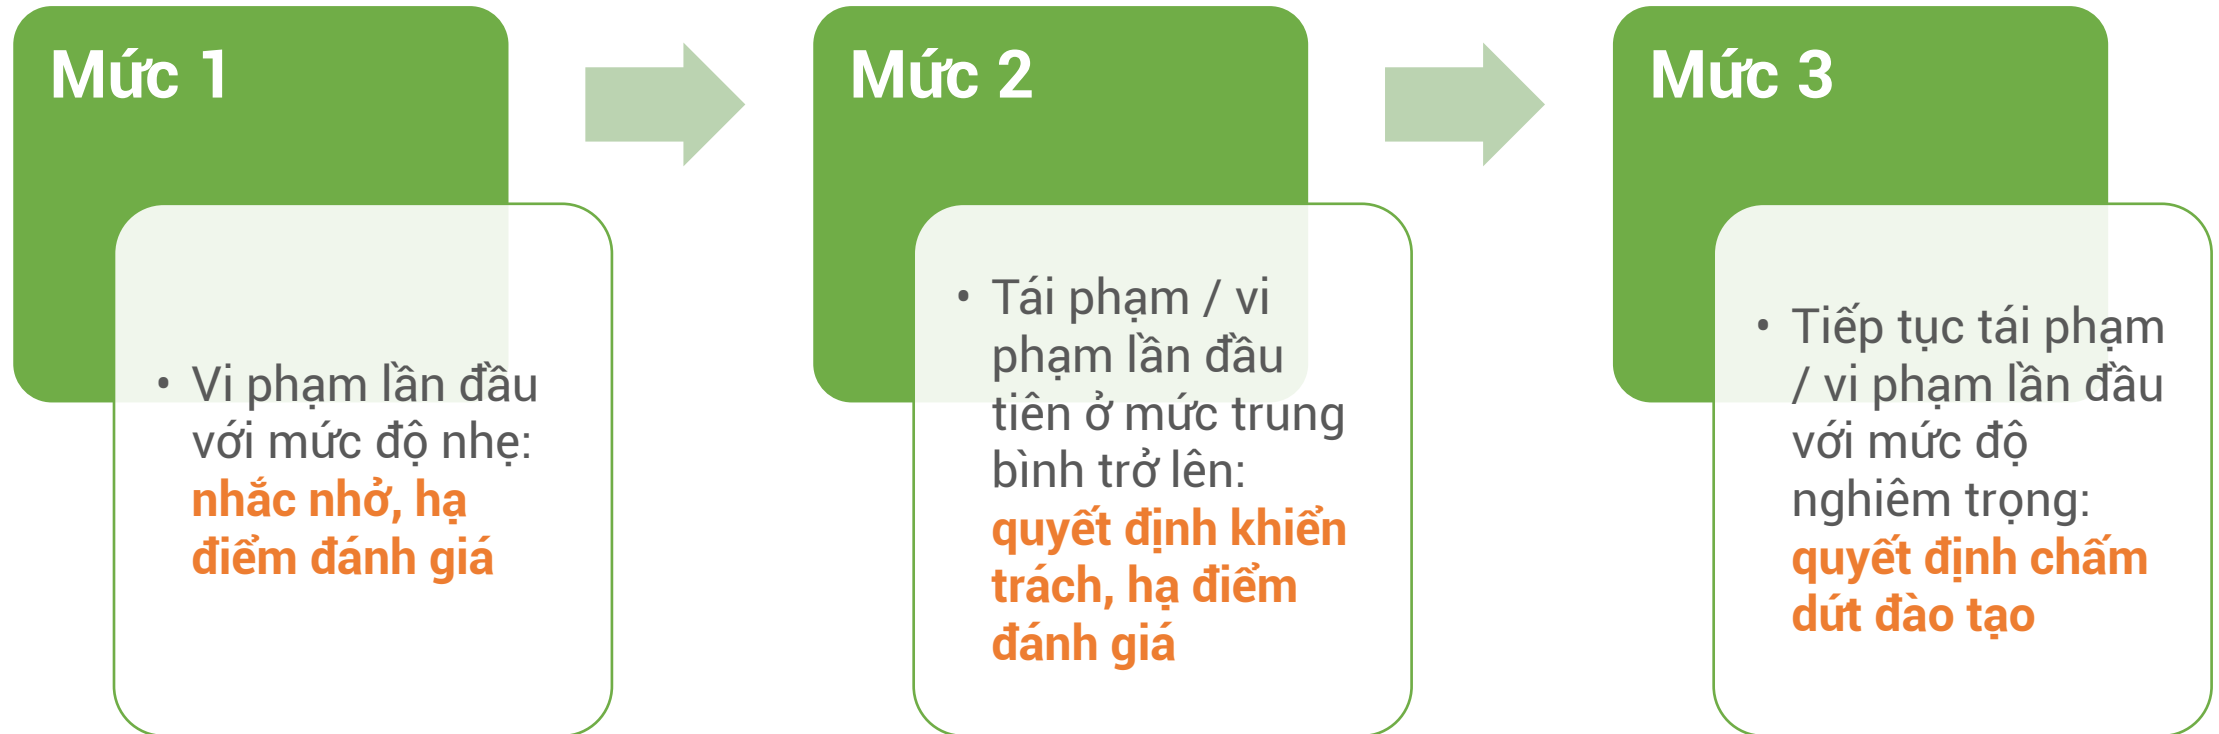 Mức 1
• Vi phạm lần đầu
với mức độ nhẹ:
nhắc nhở, hạ
điểm đánh giá
Mức 2
• Tái phạm / vi
phạm lần đầu
tiên ở mức trung
bình trở lên:
quyết định khiển
trách, hạ điểm
đánh giá
Mức 3
• Tiếp tục tái phạm
/ vi phạm lần đầu
với mức độ
nghiêm trọng:
quyết định chấm
dứt đào tạo